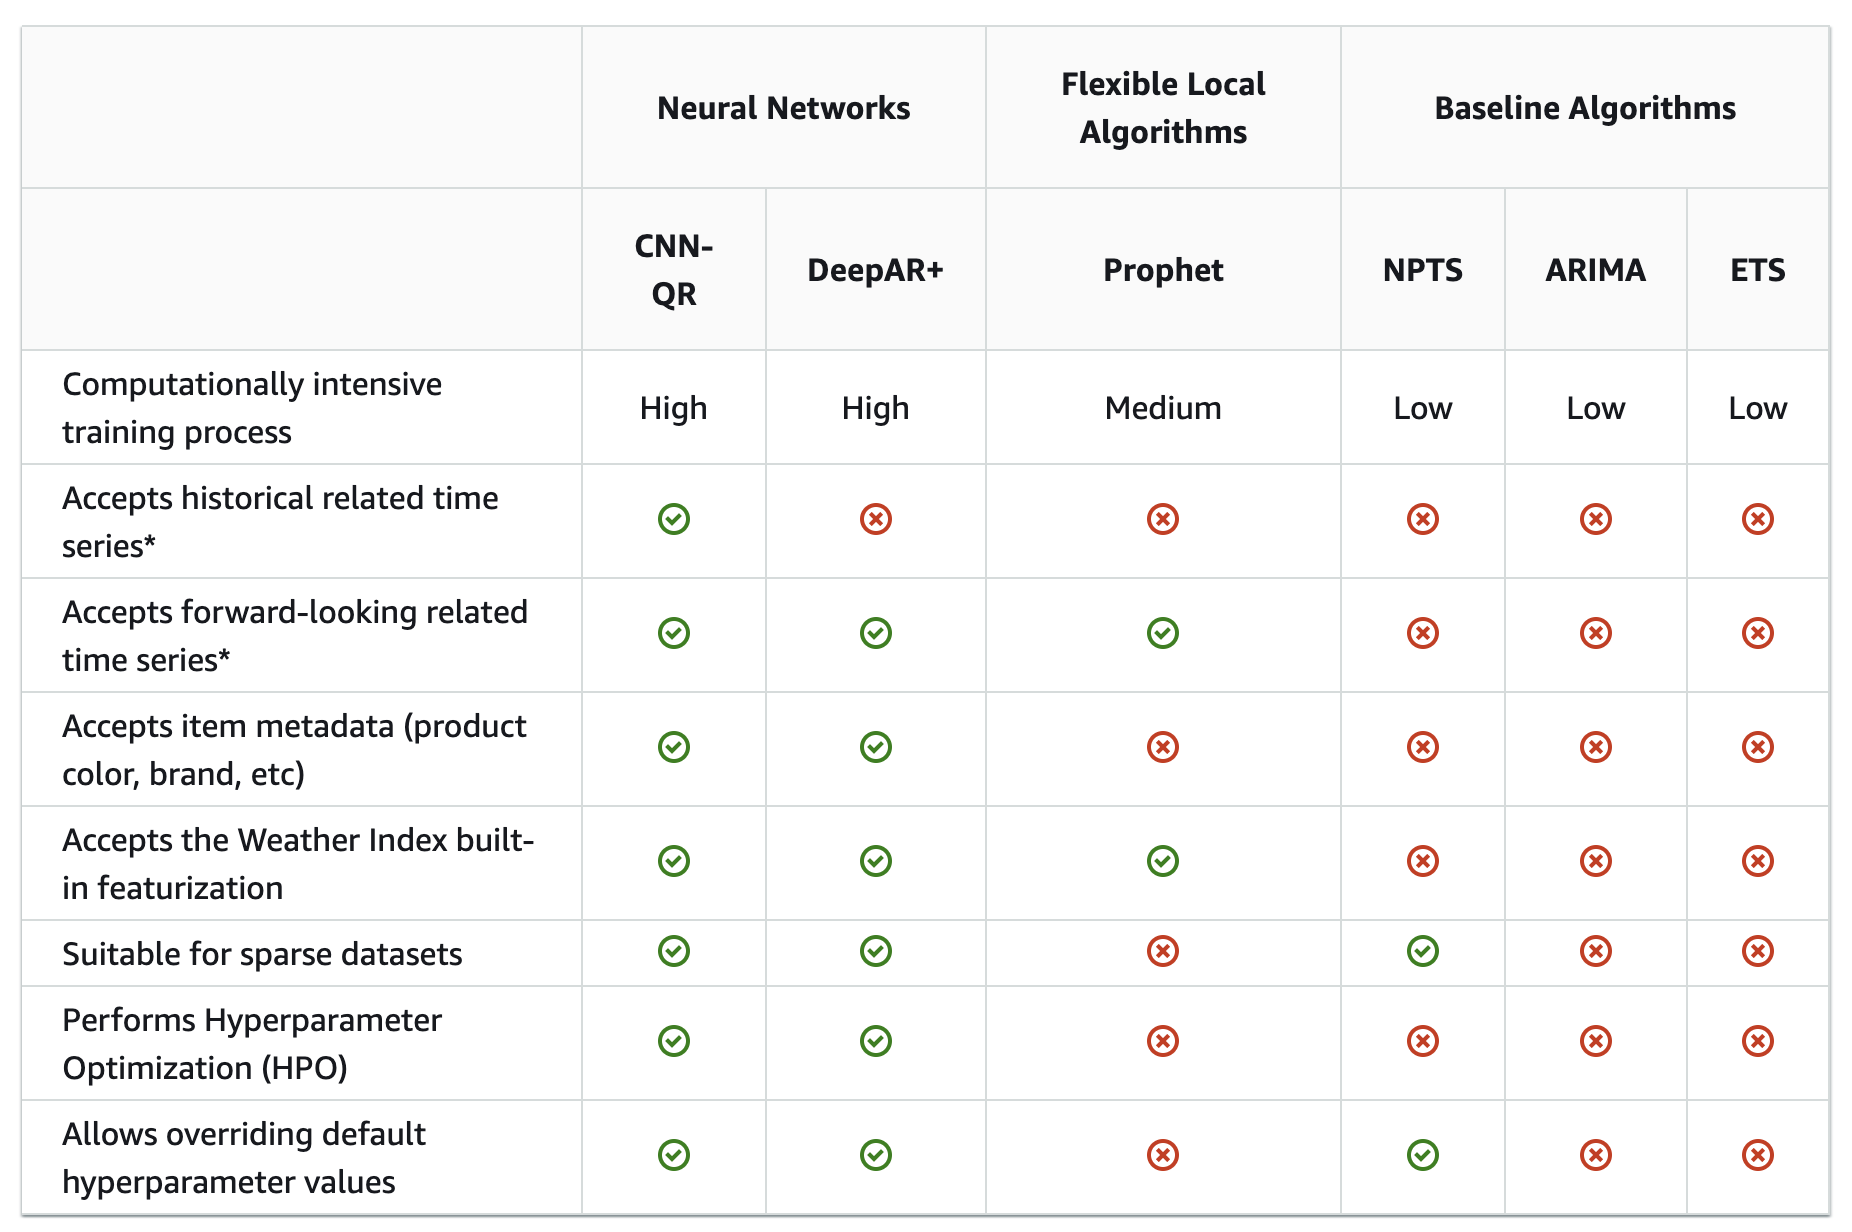 Neural Networks
Flexible Local
Algorithms
Baseline Algorithms
CNN-
QR
DeepAR+
Prophet
NPTS
ARIMA
ETS
Computationally intensive
training process
High
High
Medium
Low
Low
Low
Accepts historical related time
series*
Accepts forward-looking related
time series*
Accepts item metadata (product
color, brand, etc)
Accepts the Weather Index built-
in featurization
Suitable for sparse datasets
Performs Hyperparameter
Optimization (HPO)
Allows overriding default
hyperparameter values